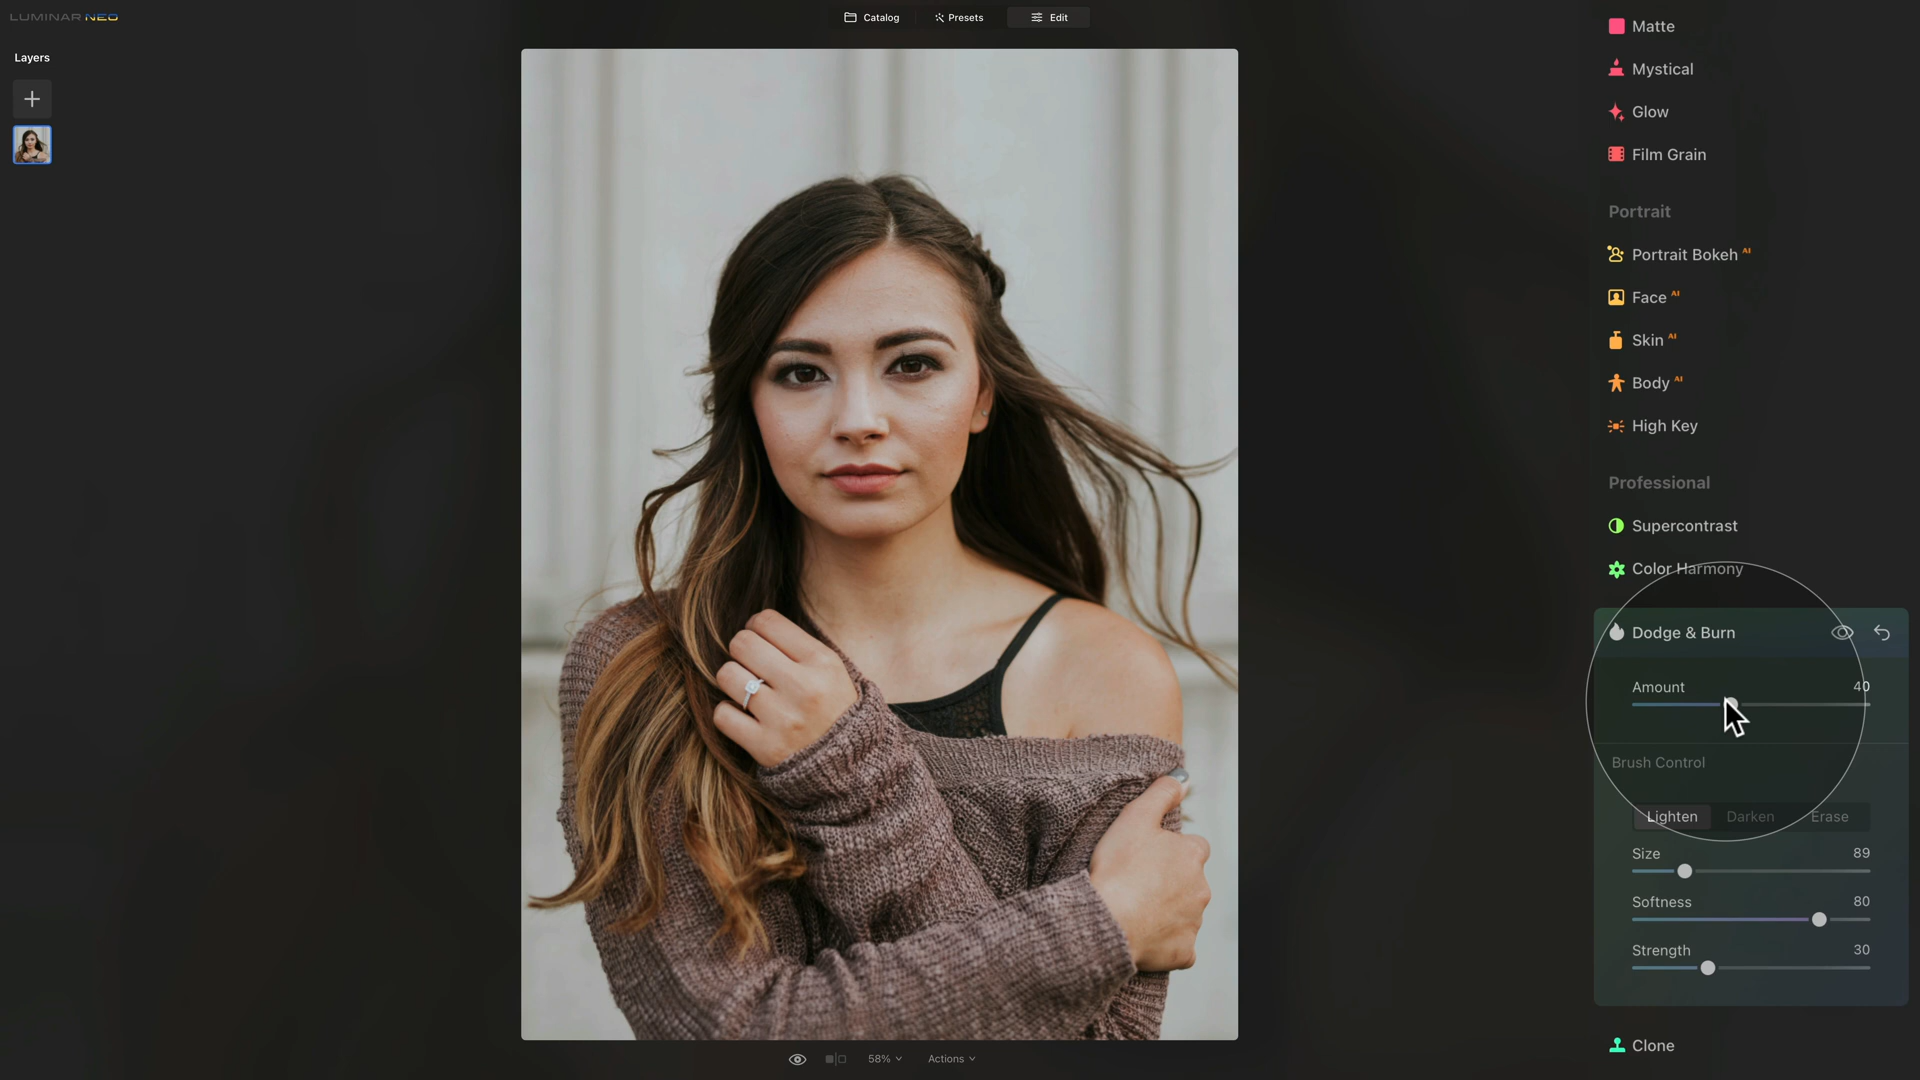 LUMINAR NEO
Catalog
Presets
Edit
Layers
Matte
Mystical
Glow
Film Grain
Portrait
Portrait Bokeh AI
Face AI
Skin AI
Body AI
High Key
Professional
Supercontrast
Color Harmony
Dodge & Burn
Amount 40
Brush Control
Lighten Darken Erase
Size 89
Softness 80
Strength 30
Clone
58%
Actions